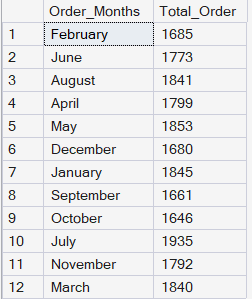 Order_Months Total_Order
1 February 1685
2 June 1773
3 August 1841
4 April 1799
5 May 1853
6 December 1680
7 January 1845
8 September 1661
9 October 1646
10 July 1935
11 November 1792
12 March 1840